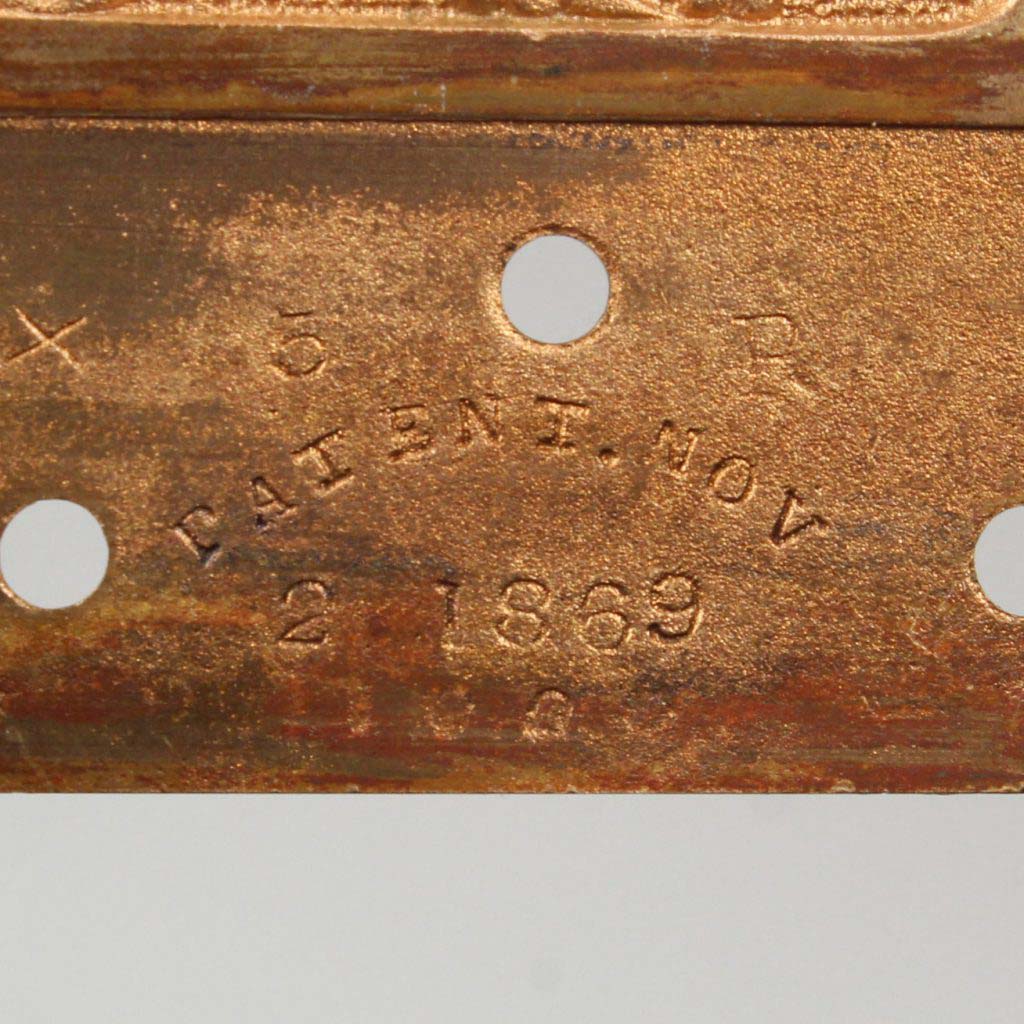 X 5 R
PATENT. NOV
2 1869